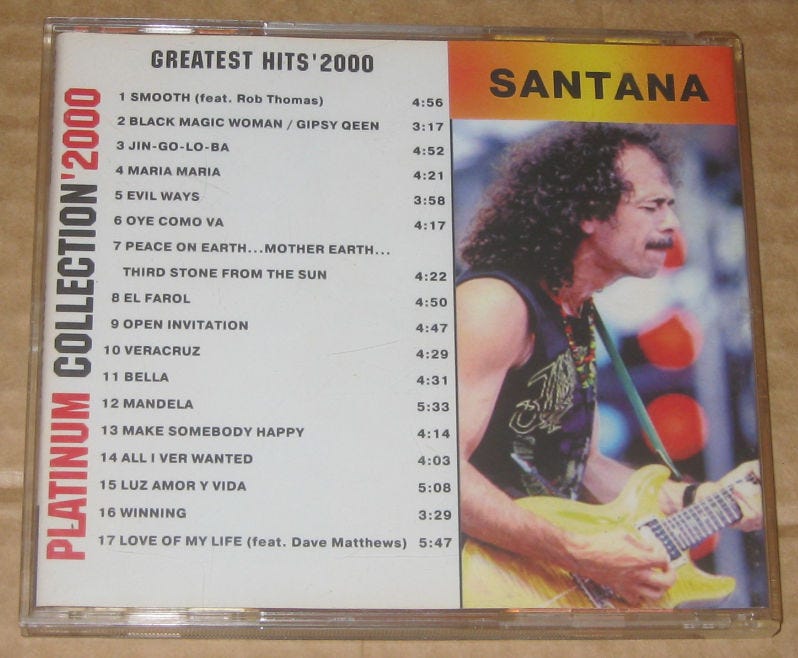 GREATEST HITS'2000
SANTANA
PLATINUM COLLECTION'2000
1 SMOOTH (feat. Rob Thomas) 4:56
2 BLACK MAGIC WOMAN / GIPSY QEEN 3:17
3 JIN-GO-LO-BA 4:52
4 MARIA MARIA 4:21
5 EVIL WAYS 3:58
6 OYE COMO VA 4:17
7 PEACE ON EARTH...MOTHER EARTH...
THIRD STONE FROM THE SUN 4:22
8 EL FAROL 4:50
9 OPEN INVITATION 4:47
10 VERACRUZ 4:29
11 BELLA 4:31
12 MANDELA 5:33
13 MAKE SOMEBODY HAPPY 4:14
14 ALL I VER WANTED 4:03
15 LUZ AMOR Y VIDA 5:08
16 WINNING 3:29
17 LOVE OF MY LIFE (feat. Dave Matthews) 5:47